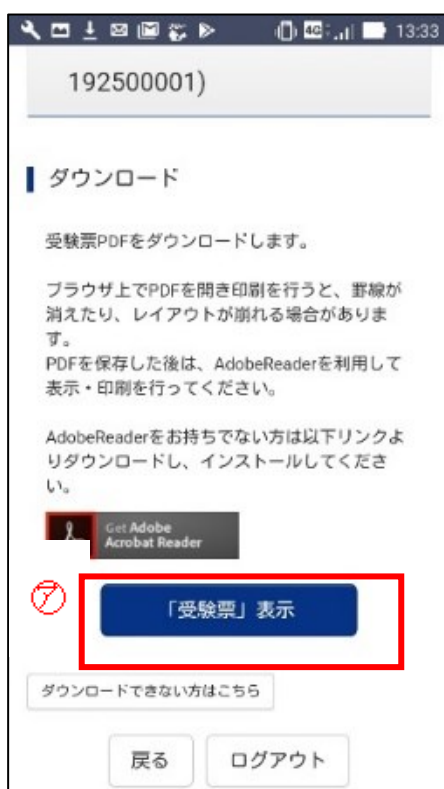 4G 13:33
192500001)
ダウンロード
受験票PDFをダウンロードします。
ブラウザ上でPDFを開き印刷を行うと、罫線が
消えたり、レイアウトが崩れる場合がありま
す。
PDFを保存した後は、AdobeReaderを利用して
表示・印刷を行ってください。
AdobeReaderをお持ちでない方は以下リンクよ
りダウンロードし、インストールしてくださ
い。
Get Adobe
Acrobat Reader
⑦
「受験票」表示
ダウンロードできない方はこちら
戻る ログアウト